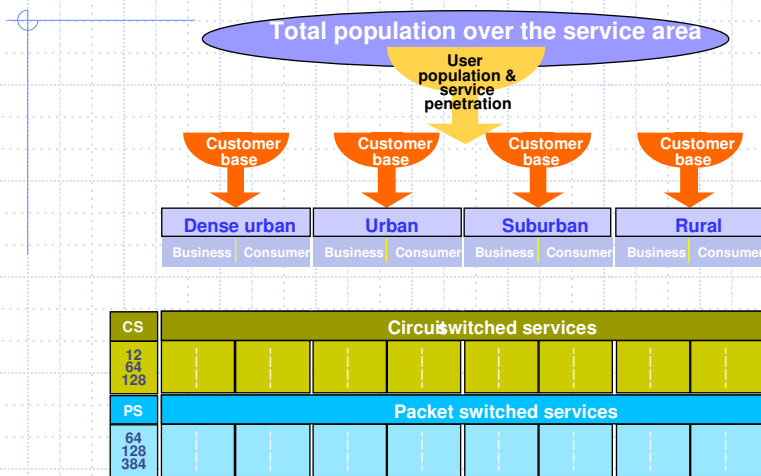 Total population over the service area
User
population &
service
penetration
Customer
base
Customer
base
Customer
base
Customer
base
Dense urban
Urban
Suburban
Rural
Business Consumer Business Consumer Business Consumer Business Consumer
CS Circuit switched services
12
64
128
PS Packet switched services
64
128
384